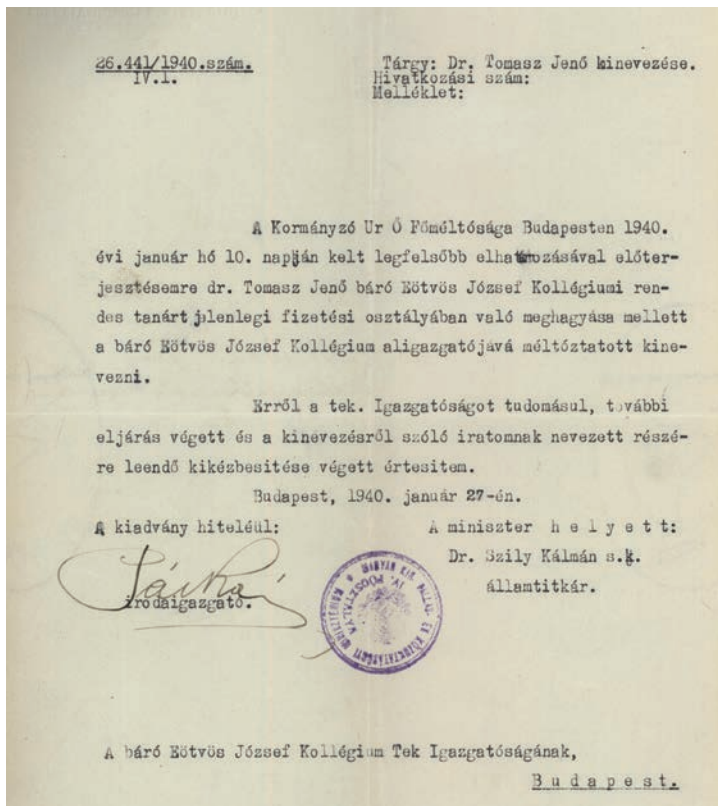 26.441/1940.szám.
IV.1.
Tárgy: Dr. Tomasz Jenő kinevezése.
Hivatkozási szám:
Melléklet:
A Kormányzó Ur Ő Főméltósága Budapesten 1940.
évi január hó 10. napján kelt legfelsőbb elhatározásával előter-
jesztésemre dr. Tomasz Jenő báró Eötvös József Kollégiumi ren-
des tanárt jelenlegi fizetési osztályában való meghagyása mellett
a báró Eötvös József Kollégium aligazgatójává méltóztatott kine-
vezni.
Erről a tek. Igazgatóságot tudomásul, további
eljárás végett és a kinevezésről szóló iratomnak nevezett részé-
re leendő kikézbesitése végett értesitem.
Budapest, 1940. január 27-én.
A kiadvány hiteléül:
irodaigazgató.
A miniszter helyett:
Dr. Szily Kálmán s.k.
államtitkár.
IV. FŐOSZTÁLY
A báró Eötvös József Kollégium Tek Igazgatóságának,
Budapest.